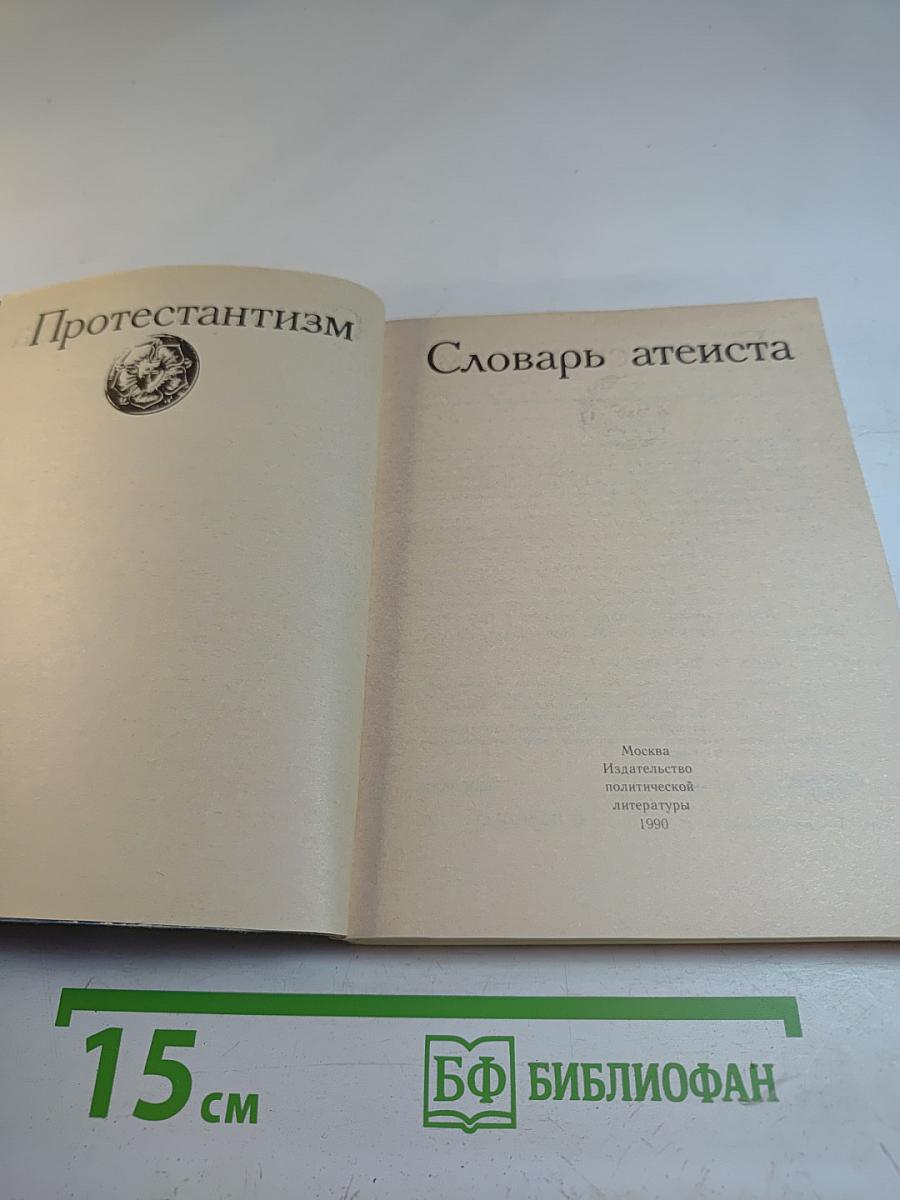 Протестантизм
Словарь атеиста
Москва
Издательство
политической
литературы
1990
15 см
БФ БИБЛИОФАН